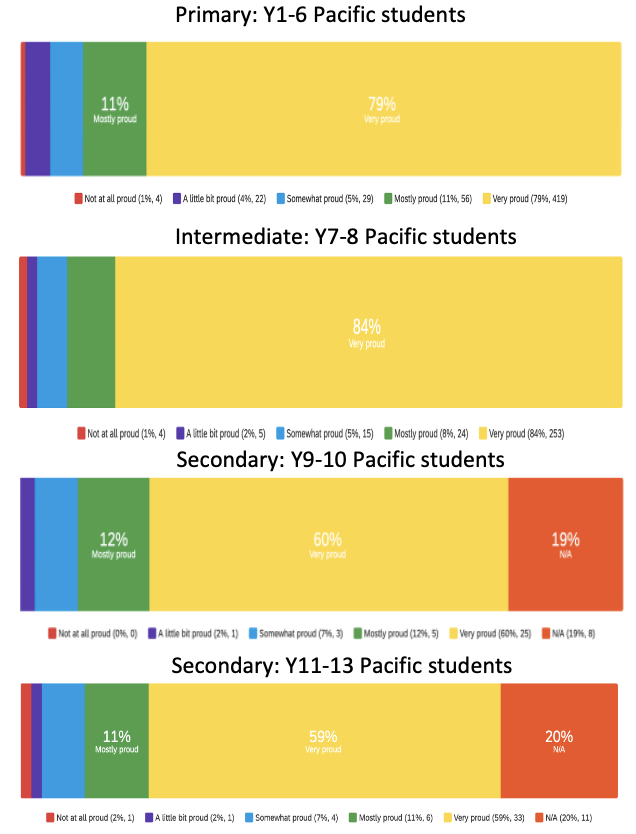 Primary: Y1-6 Pacific students
11%
Mostly proud
79%
Very proud
Not at all proud (1%, 4) A little bit proud (4%, 22) Somewhat proud (5%, 29) Mostly proud (11%, 56) Very proud (79%, 419)
Intermediate: Y7-8 Pacific students
84%
Very proud
Not at all proud (1%, 4) A little bit proud (2%, 5) Somewhat proud (5%, 15) Mostly proud (8%, 24) Very proud (84%, 253)
Secondary: Y9-10 Pacific students
12%
Mostly proud
60%
Very proud
19%
N/A
Not at all proud (0%, 0) A little bit proud (2%, 1) Somewhat proud (7%, 3) Mostly proud (12%, 5) Very proud (60%, 25) N/A (19%, 8)
Secondary: Y11-13 Pacific students
11%
Mostly proud
59%
Very proud
20%
N/A
Not at all proud (2%, 1) A little bit proud (2%, 1) Somewhat proud (7%, 4) Mostly proud (11%, 6) Very proud (59%, 33) N/A (20%, 11)